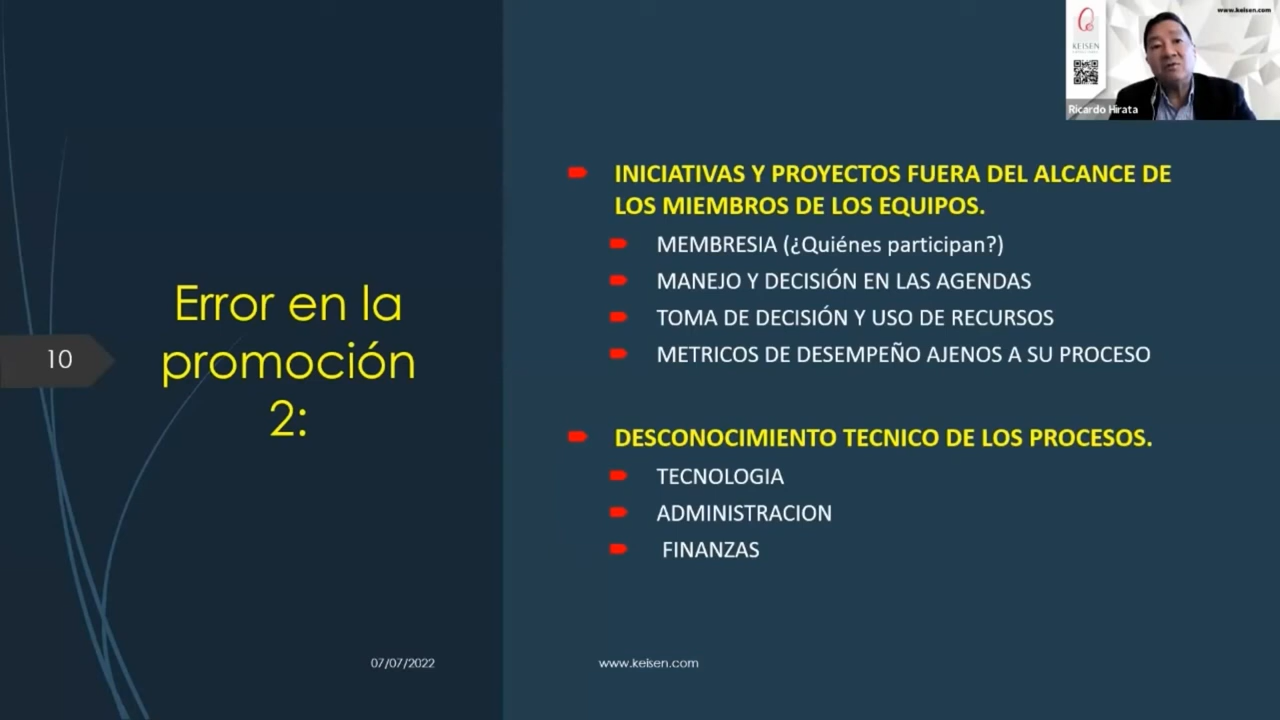 www.keisen.com
KEISEN
Ricardo Hirata
INICIATIVAS Y PROYECTOS FUERA DEL ALCANCE DE
LOS MIEMBROS DE LOS EQUIPOS.
MEMBRESIA (¿Quiénes participan?)
MANEJO Y DECISIÓN EN LAS AGENDAS
TOMA DE DECISIÓN Y USO DE RECURSOS
METRICOS DE DESEMPEÑO AJENOS A SU PROCESO
Error en la
promoción
2:
10
DESCONOCIMIENTO TECNICO DE LOS PROCESOS.
TECNOLOGIA
ADMINISTRACION
FINANZAS
07/07/2022
www.keisen.com